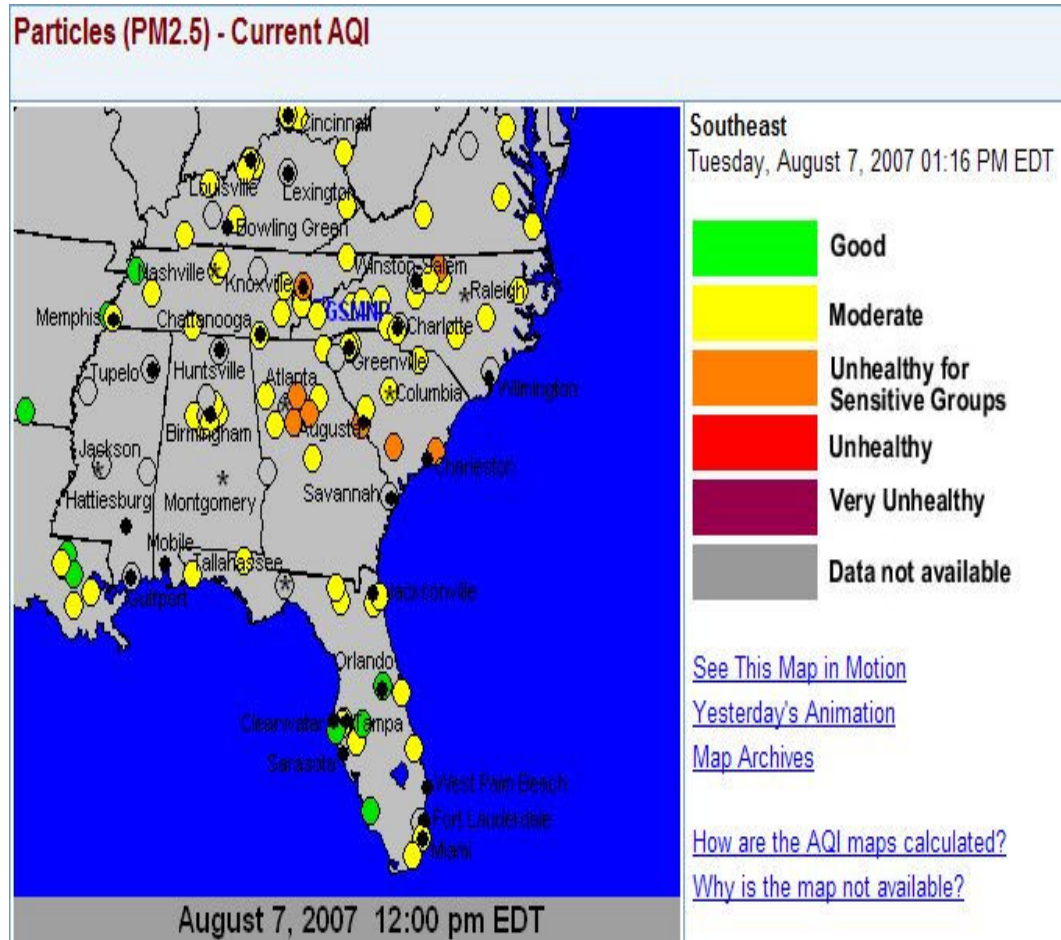 Particles (PM2.5) - Current AQI
Cincinnati
Louisville
Lexington
Bowling Green
Nashville
Knoxville
Winston-Salem
Raleigh
GSMNP
Memphis
Chattanooga
Charlotte
Greenville
Tupelo
Huntsville
Atlanta
Columbia
Wilmington
Birmingham
Augusta
Jackson
Charleston
Hattiesburg
Montgomery
Savannah
Mobile
Tallahassee
Gulfport
Jacksonville
Orlando
Clearwater
Tampa
Sarasota
West Palm Beach
Fort Lauderdale
Miami
August 7, 2007 12:00 pm EDT
Southeast
Tuesday, August 7, 2007 01:16 PM EDT
Good
Moderate
Unhealthy for
Sensitive Groups
Unhealthy
Very Unhealthy
Data not available
See This Map in Motion
Yesterday's Animation
Map Archives
How are the AQI maps calculated?
Why is the map not available?